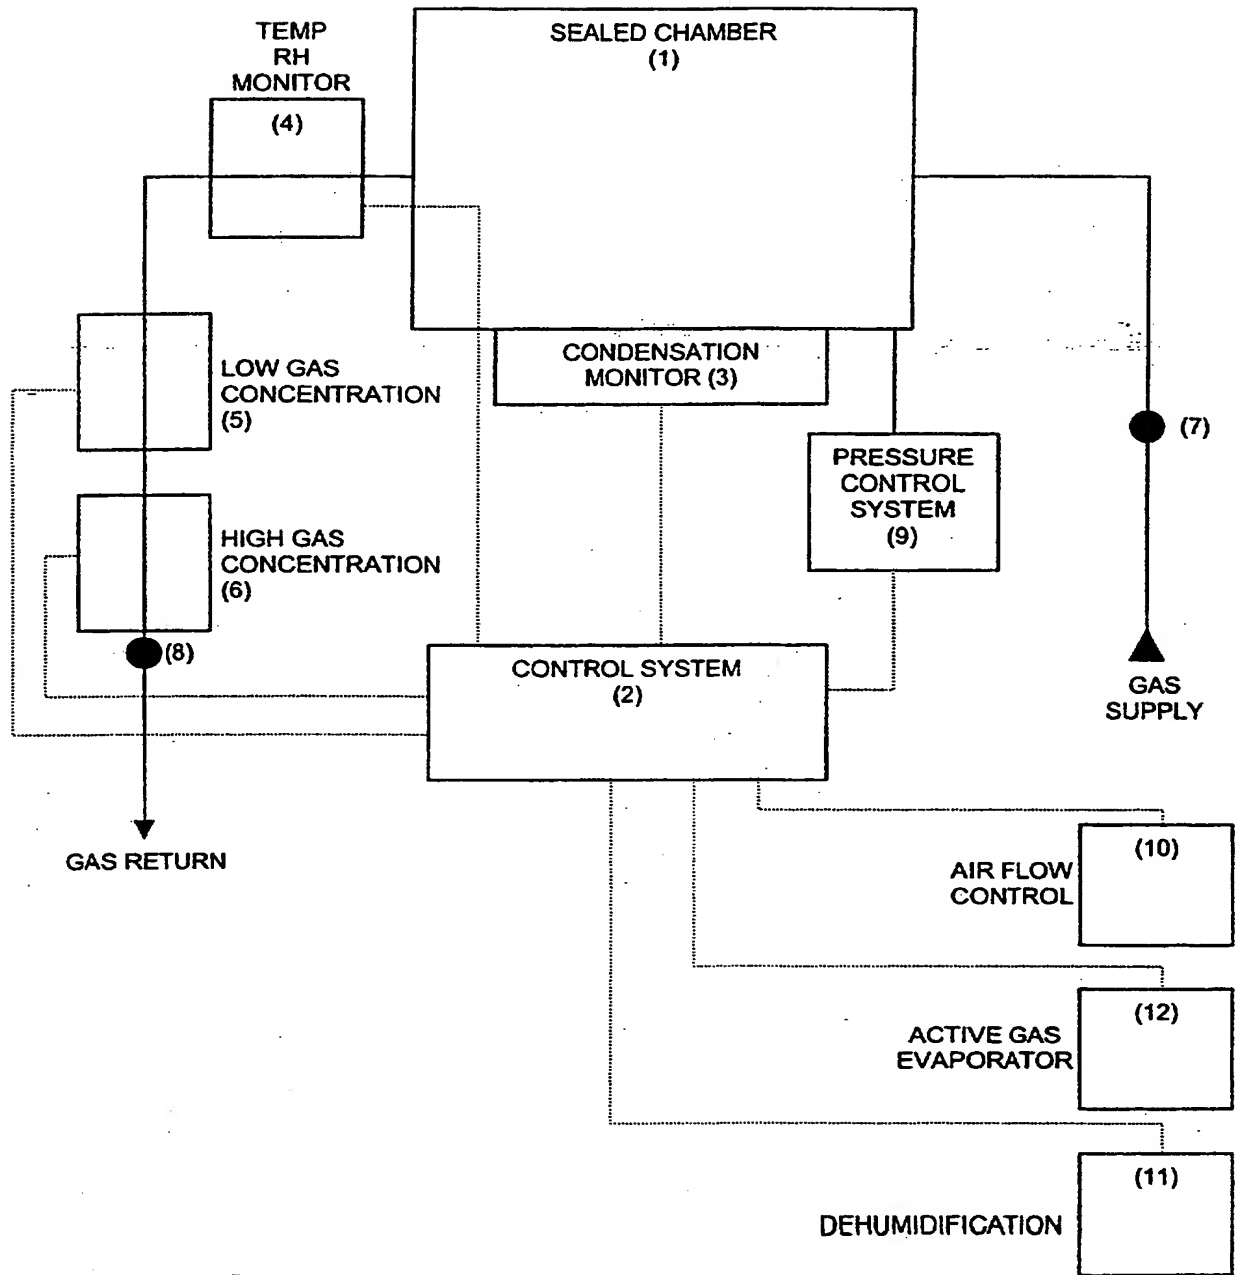 TEMP
RH
MONITOR
(4)
SEALED CHAMBER
(1)
LOW GAS
CONCENTRATION
(5)
CONDENSATION
MONITOR (3)
(7)
PRESSURE
CONTROL
SYSTEM
(9)
HIGH GAS
CONCENTRATION
(6)
(8)
CONTROL SYSTEM
(2)
GAS
SUPPLY
GAS RETURN
(10)
AIR FLOW
CONTROL
(12)
ACTIVE GAS
EVAPORATOR
(11)
DEHUMIDIFICATION